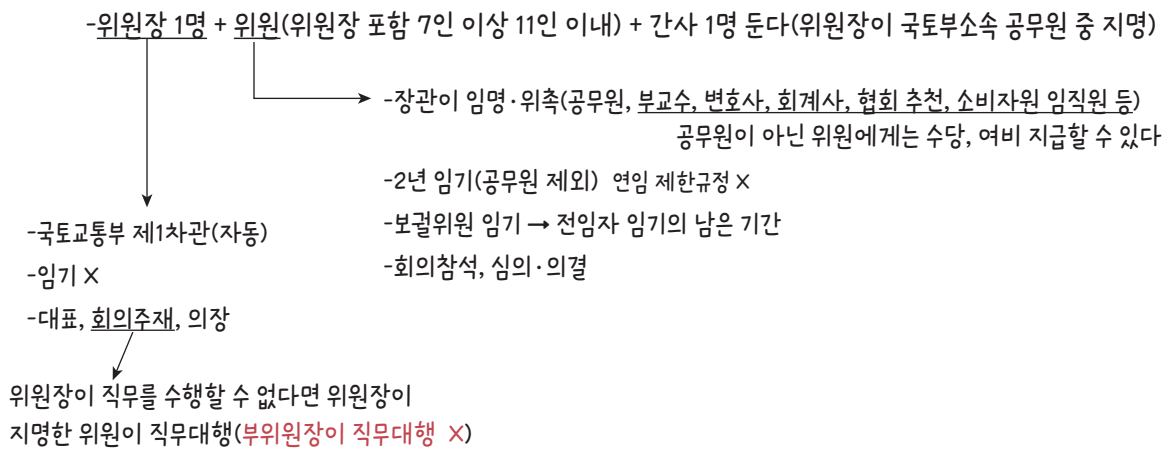 -위원장 1명 + 위원(위원장 포함 7인 이상 11인 이내) + 간사 1명 둔다(위원장이 국토부소속 공무원 중 지명)
-장관이 임명·위촉(공무원, 부교수, 변호사, 회계사, 협회 추천, 소비자원 임직원 등)
공무원이 아닌 위원에게는 수당, 여비 지급할 수 있다
-2년 임기(공무원 제외) 연임 제한규정 X
-보궐위원 임기 → 전임자 임기의 남은 기간
-회의참석, 심의·의결
-국토교통부 제1차관(자동)
-임기 X
-대표, 회의주재, 의장
위원장이 직무를 수행할 수 없다면 위원장이
지명한 위원이 직무대행(부위원장이 직무대행 X)